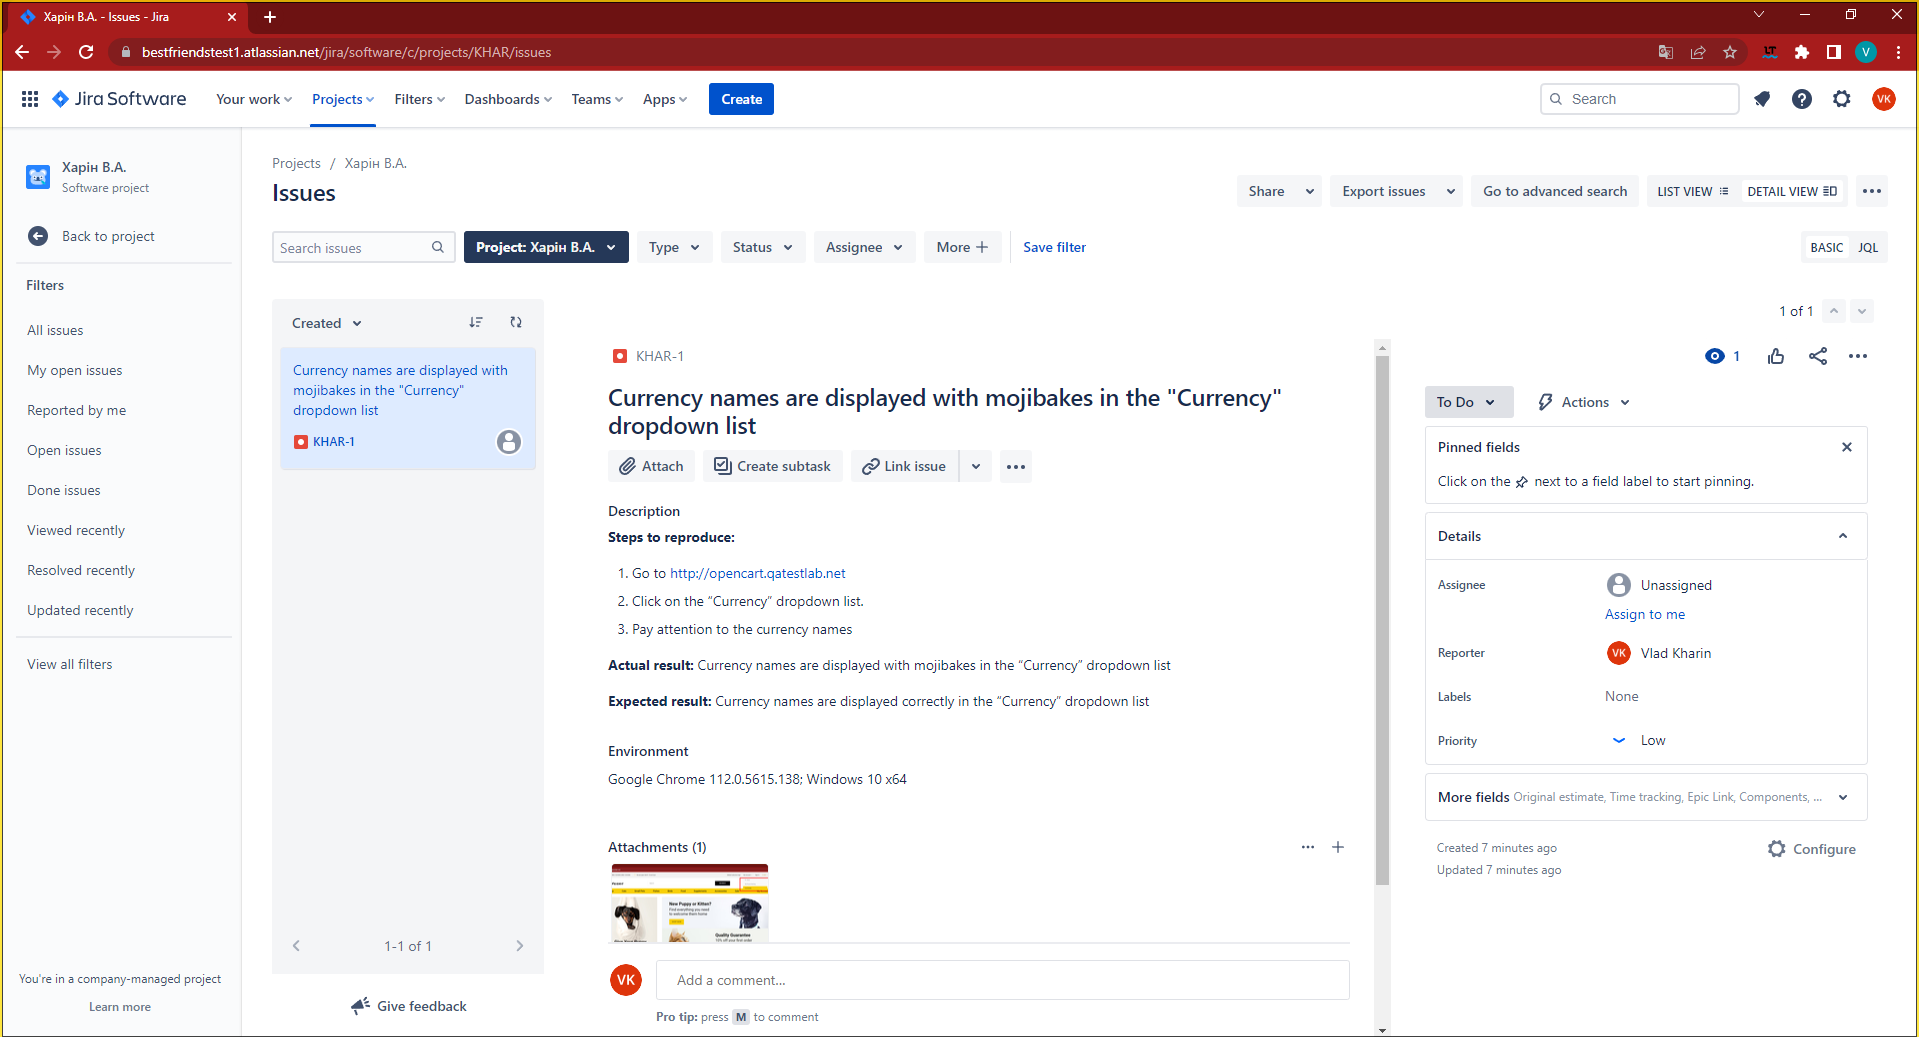 Харін В.А. - Issues - Jira
bestfriendstest1.atlassian.net/jira/software/c/projects/KHAR/issues
LT
V
Jira Software
Your work
Projects
Filters
Dashboards
Teams
Apps
Create
Search
VK
Харін В.А.
Software project
Back to project
Filters
All issues
My open issues
Reported by me
Open issues
Done issues
Viewed recently
Resolved recently
Updated recently
View all filters
You're in a company-managed project
Learn more
Projects / Харін В.А.
Issues
Share
Export issues
Go to advanced search
LIST VIEW
DETAIL VIEW
Search issues
Project: Харін В.А.
Type
Status
Assignee
More
Save filter
BASIC
JQL
Created
Currency names are displayed with
mojibakes in the "Currency"
dropdown list
KHAR-1
1-1 of 1
Give feedback
1 of 1
KHAR-1
Currency names are displayed with mojibakes in the "Currency"
dropdown list
Attach
Create subtask
Link issue
Description
Steps to reproduce:
1. Go to http://opencart.qatestlab.net
2. Click on the “Currency” dropdown list.
3. Pay attention to the currency names
Actual result: Currency names are displayed with mojibakes in the “Currency” dropdown list
Expected result: Currency names are displayed correctly in the “Currency” dropdown list
Environment
Google Chrome 112.0.5615.138; Windows 10 x64
Attachments (1)
New Puppy or Kitten?
Quality Guarantee
VK
Add a comment...
Pro tip: press M to comment
1
To Do
Actions
Pinned fields
Click on the next to a field label to start pinning.
Details
Assignee
Unassigned
Assign to me
Reporter
VK
Vlad Kharin
Labels
None
Priority
Low
More fields Original estimate, Time tracking, Epic Link, Components, ...
Created 7 minutes ago
Updated 7 minutes ago
Configure